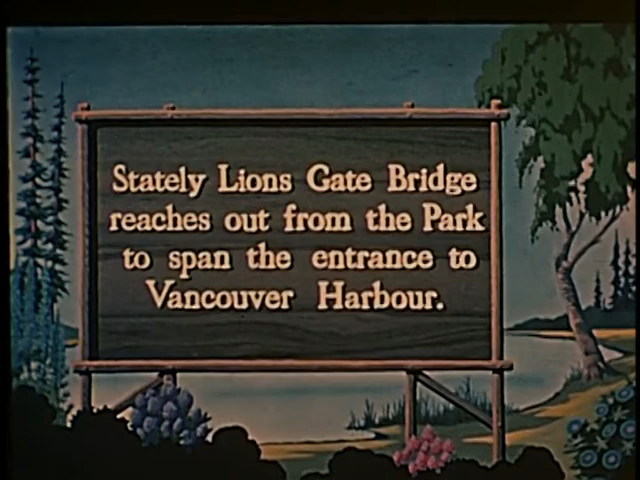 Stately Lions Gate Bridge
reaches out from the Park
to span the entrance to
Vancouver Harbour.